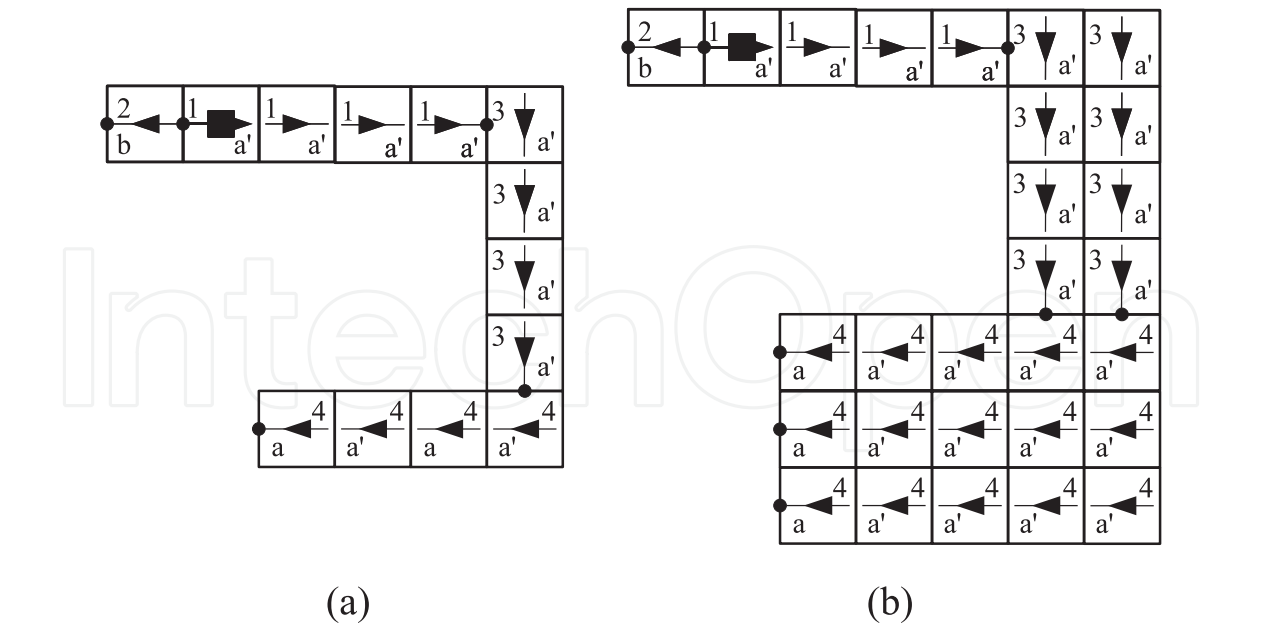 2 1 1 1 1 3
b a' a' a' a' a'
3
a'
3
a'
3
a'
4 4 4 4
a a' a a'
(a)
2 1 1 1 1 3 3
b a' a' a' a' a' a'
3 3
a' a'
3 3
a' a'
3 3
a' a'
4 4 4 4 4
a a' a' a' a'
4 4 4 4 4
a a' a' a' a'
4 4 4 4 4
a a' a' a' a'
(b)
IntechOpen